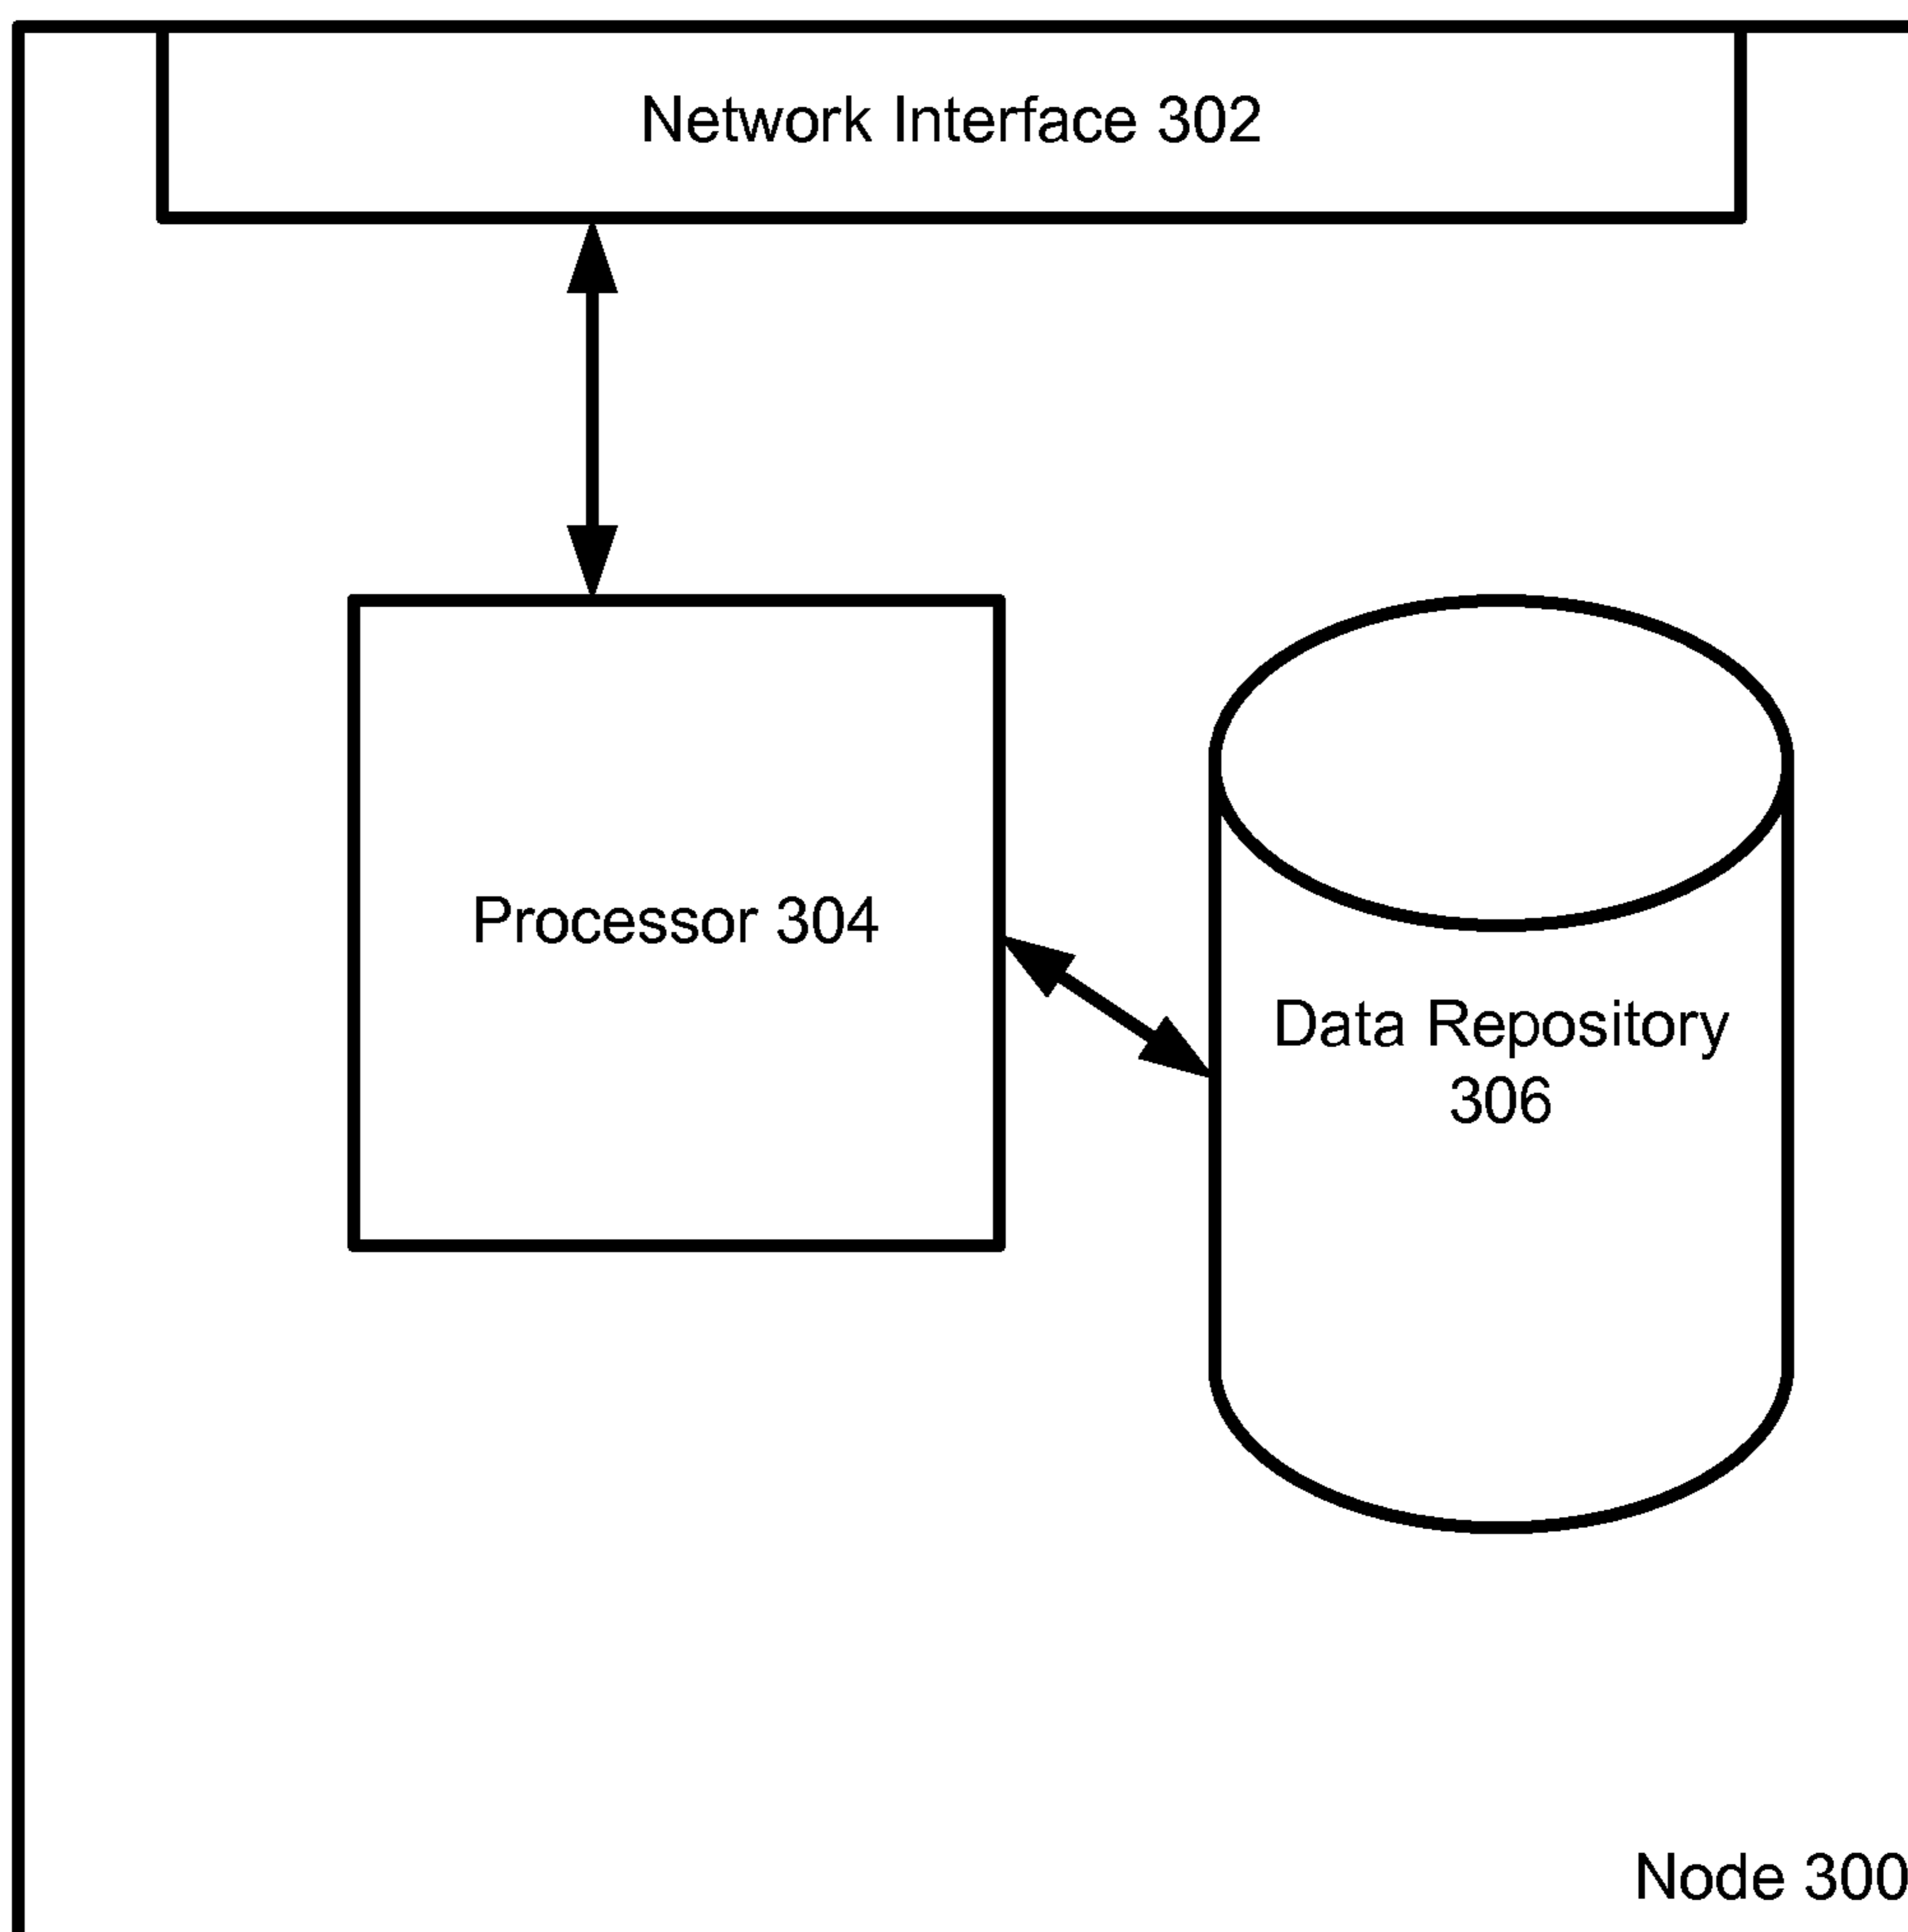 Network Interface 302
Processor 304
Data Repository
306
Node 300